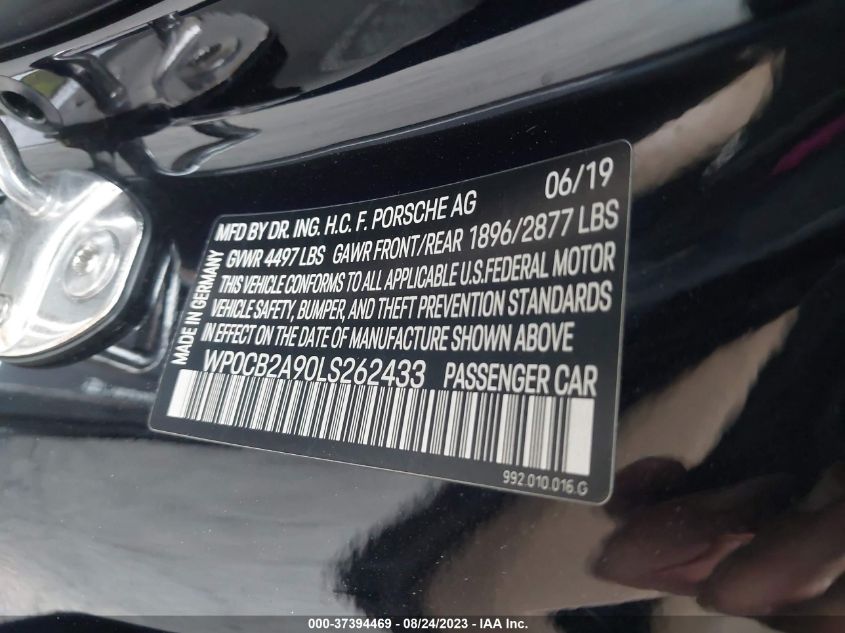 MFD BY DR. ING. H.C. F. PORSCHE AG 06/19
GVWR 4497 LBS GAWR FRONT/REAR 1896/2877 LBS
THIS VEHICLE CONFORMS TO ALL APPLICABLE U.S.FEDERAL MOTOR
VEHICLE SAFETY, BUMPER, AND THEFT PREVENTION STANDARDS
IN EFFECT ON THE DATE OF MANUFACTURE SHOWN ABOVE
MADE IN GERMANY
WP0CB2A90LS262433 PASSENGER CAR
992.010.016.G
000-37394469 - 08/24/2023 - IAA Inc.